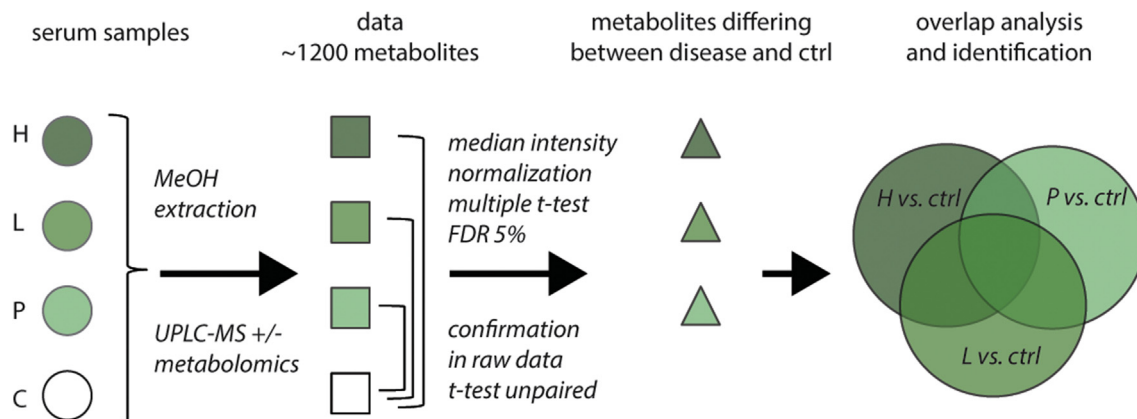 serum samples
data
~1200 metabolites
metabolites differing
between disease and ctrl
overlap analysis
and identification
H
L
P
C
MeOH
extraction
UPLC-MS +/-
metabolomics
median intensity
normalization
multiple t-test
FDR 5%
confirmation
in raw data
t-test unpaired
H vs. ctrl
P vs. ctrl
L vs. ctrl